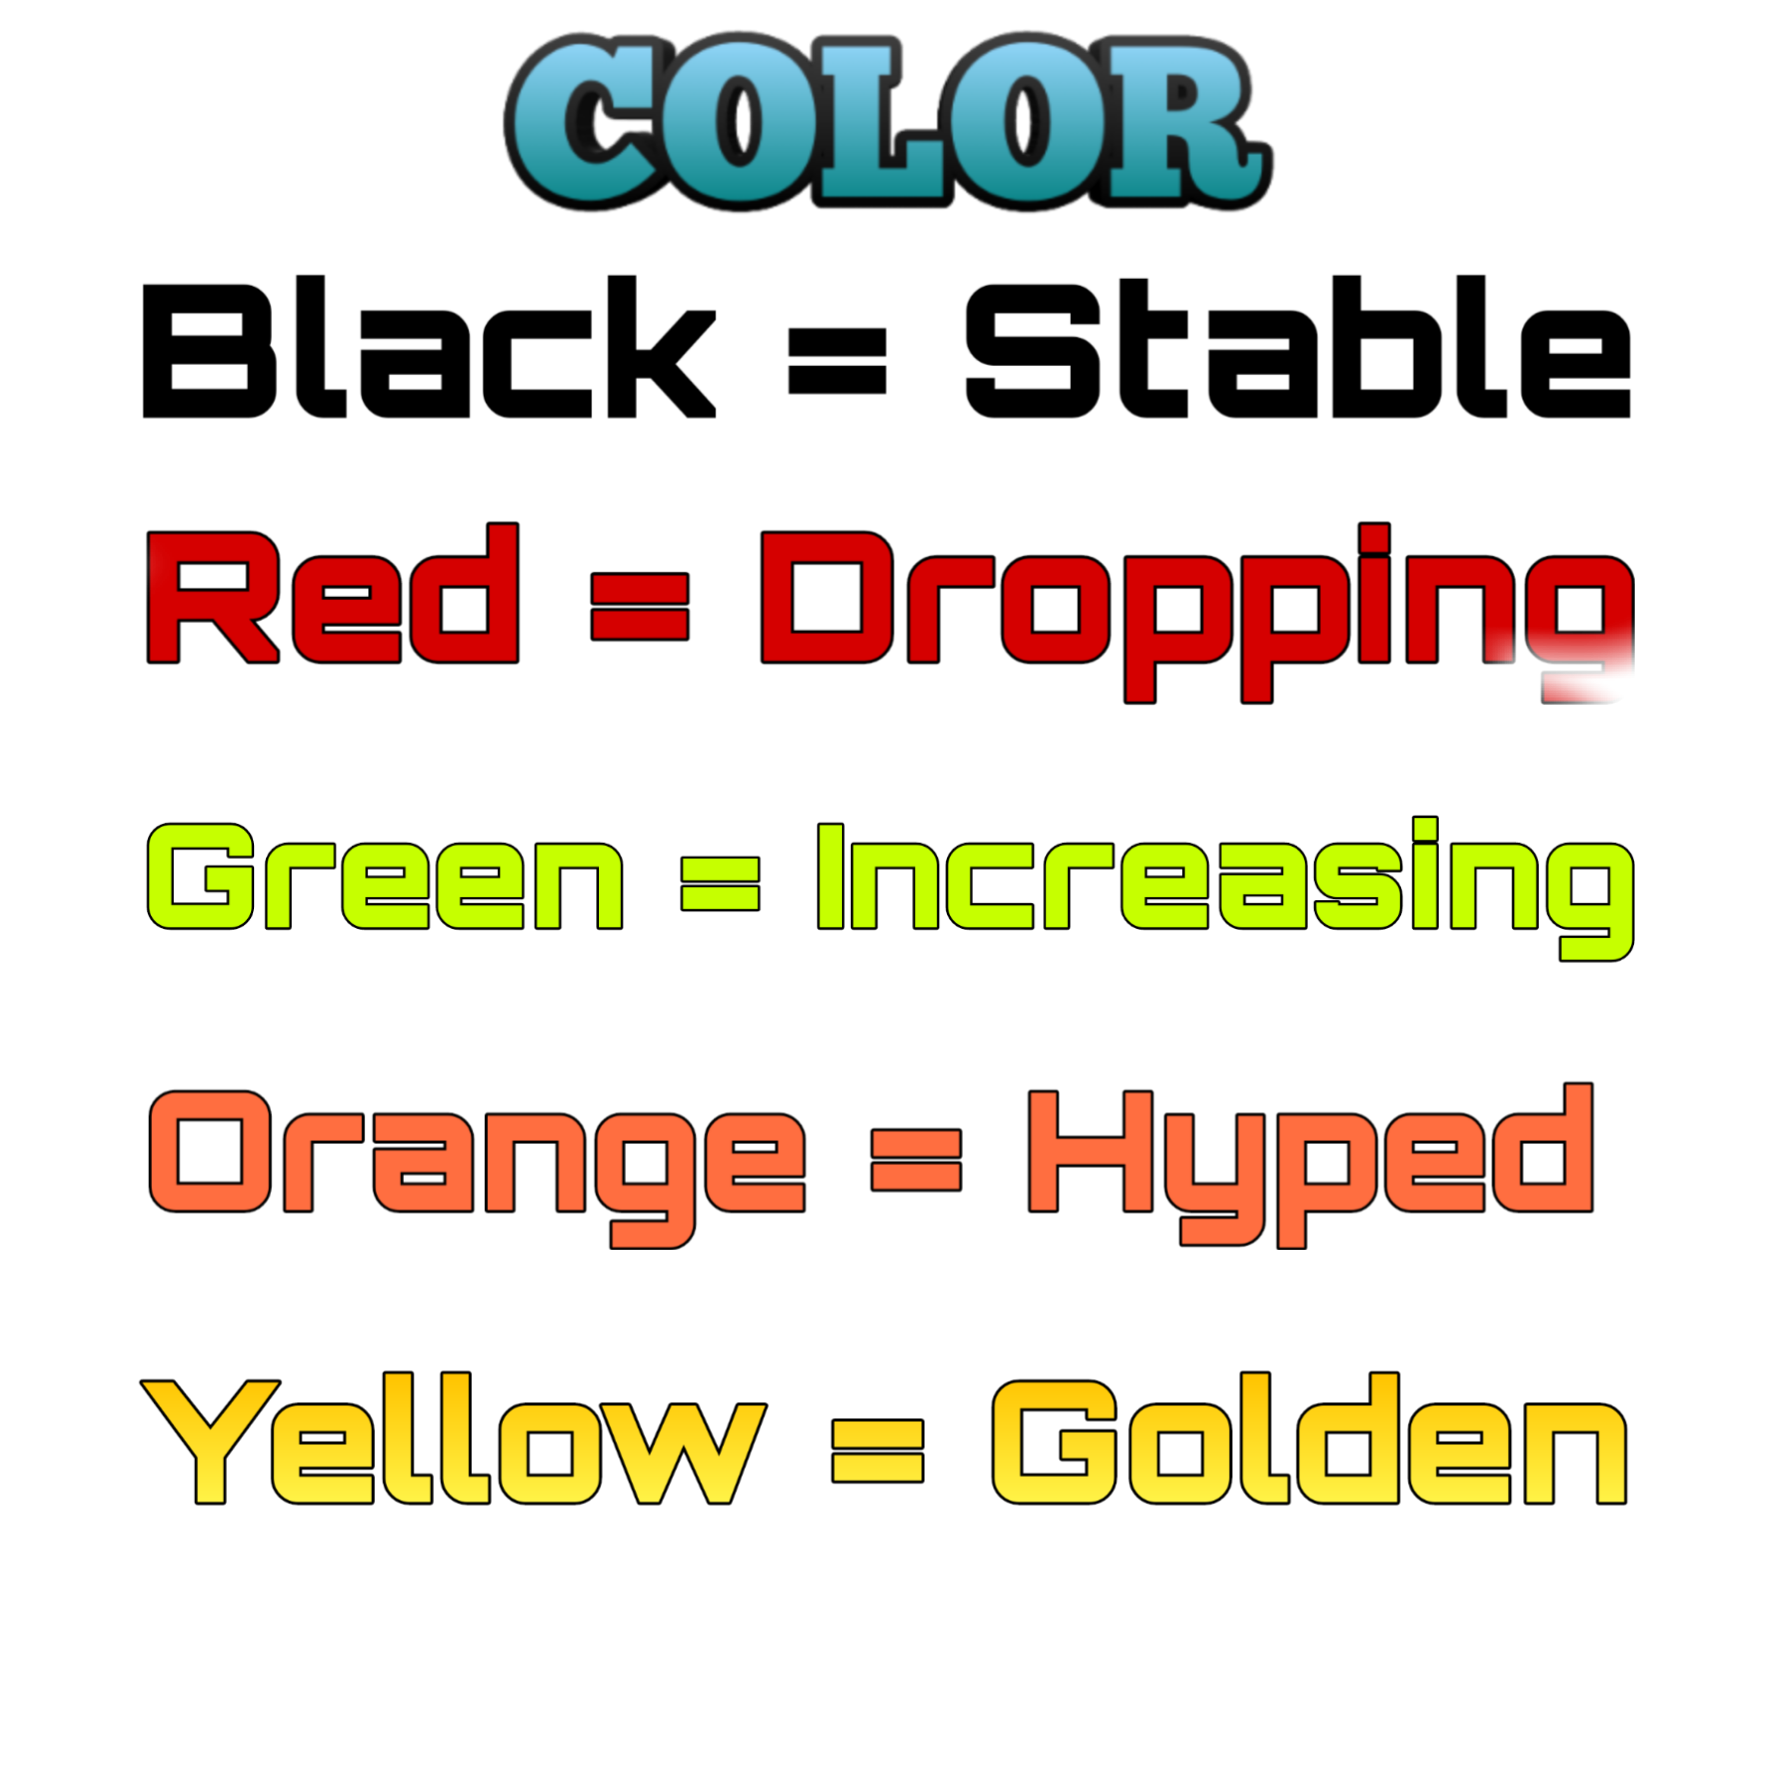 COLOR
Black = Stable
Red = Dropping
Green = Increasing
Orange = Hyped
Yellow = Golden